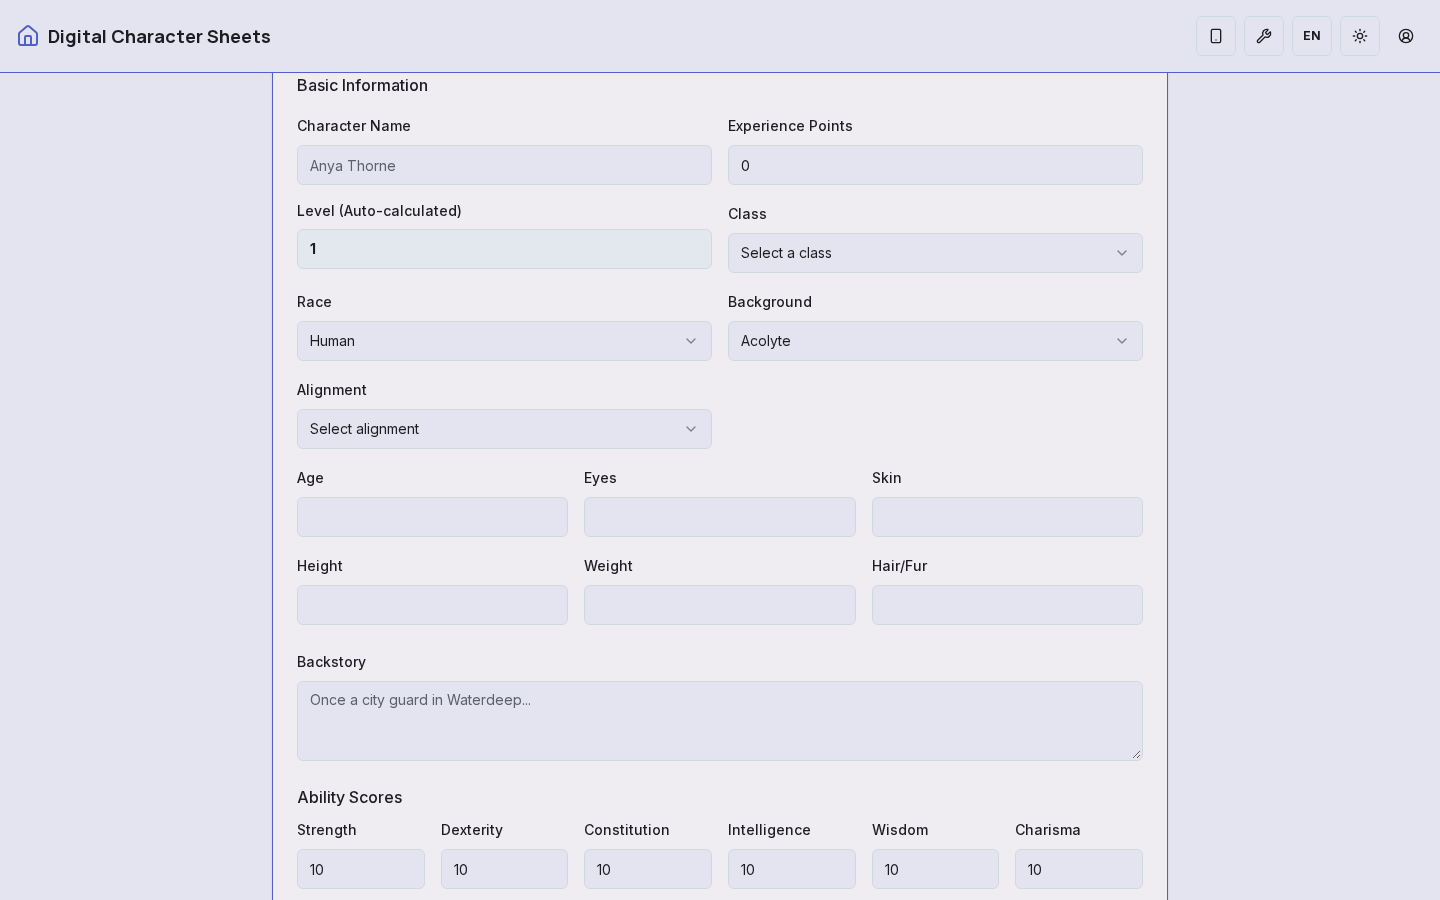 Digital Character Sheets
EN
Basic Information
Character Name
Experience Points
Anya Thorne
0
Level (Auto-calculated)
Class
1
Select a class
Race
Background
Human
Acolyte
Alignment
Select alignment
Age
Eyes
Skin
Height
Weight
Hair/Fur
Backstory
Once a city guard in Waterdeep...
Ability Scores
Strength
Dexterity
Constitution
Intelligence
Wisdom
Charisma
10
10
10
10
10
10